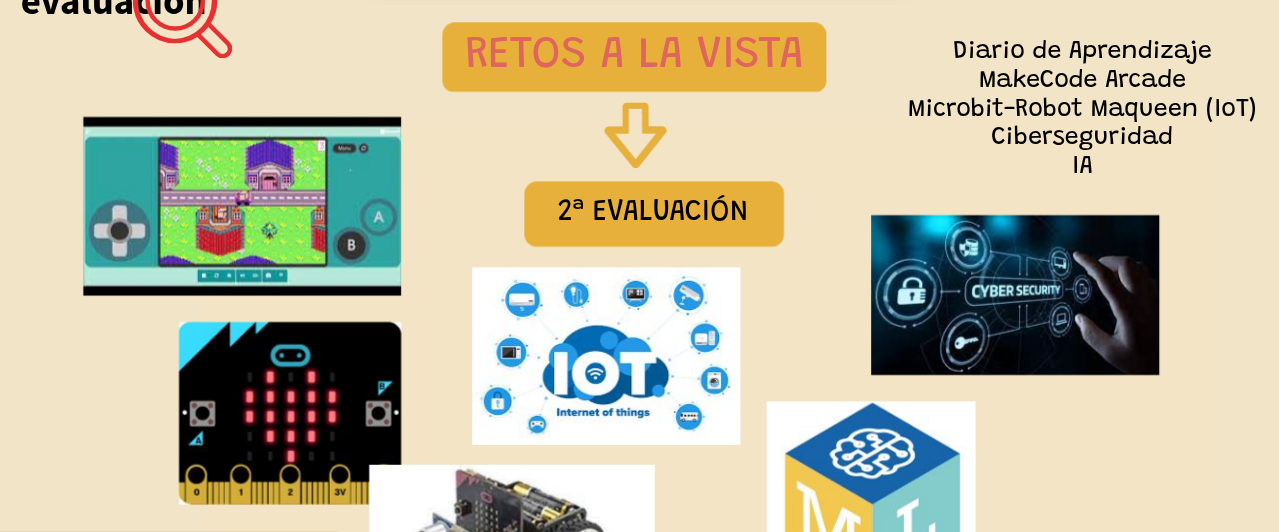 evaluación
RETOS A LA VISTA
Diario de Aprendizaje
MakeCode Arcade
Microbit-Robot Maqueen (IoT)
Ciberseguridad
IA
2ª EVALUACIÓN
Menu
A
B
CYBER SECURITY
IOT
Internet of things
B
A
0 1 2 3V
M L